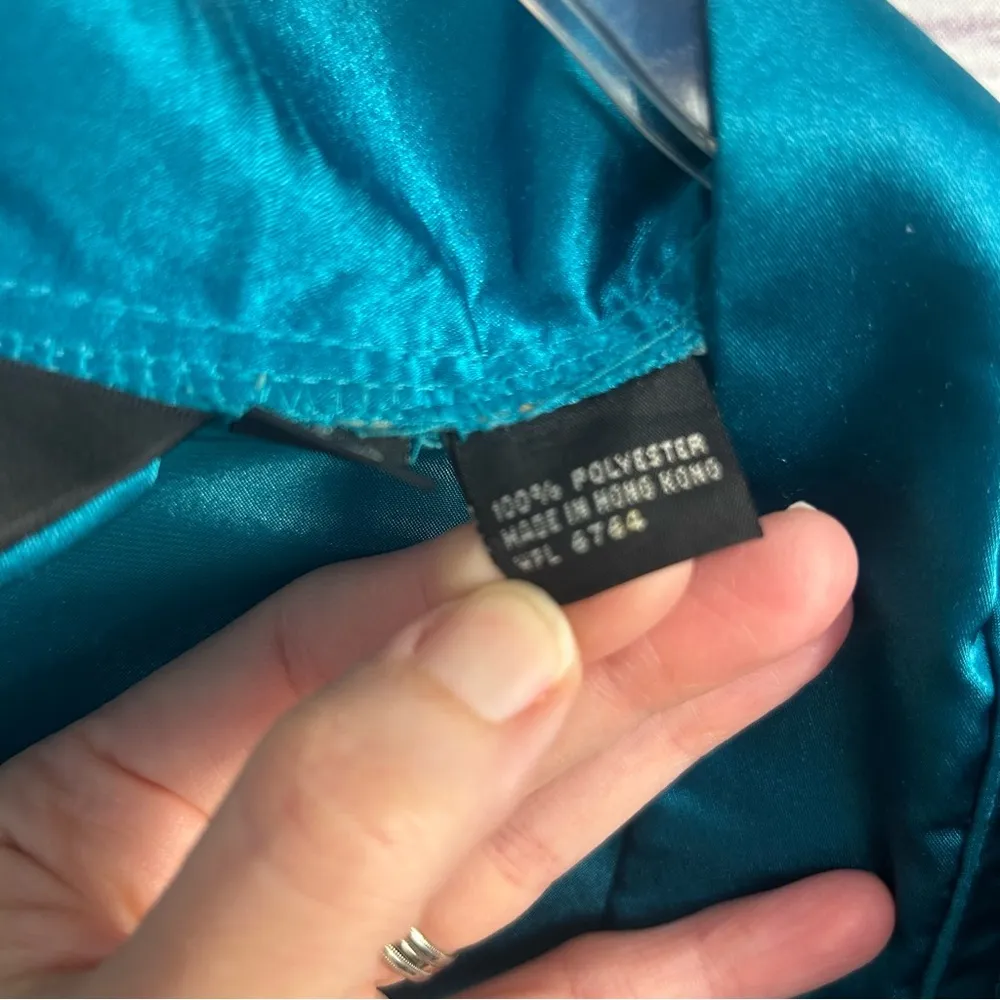 100% POLYESTER
MADE IN HONG KONG
WPL 6764